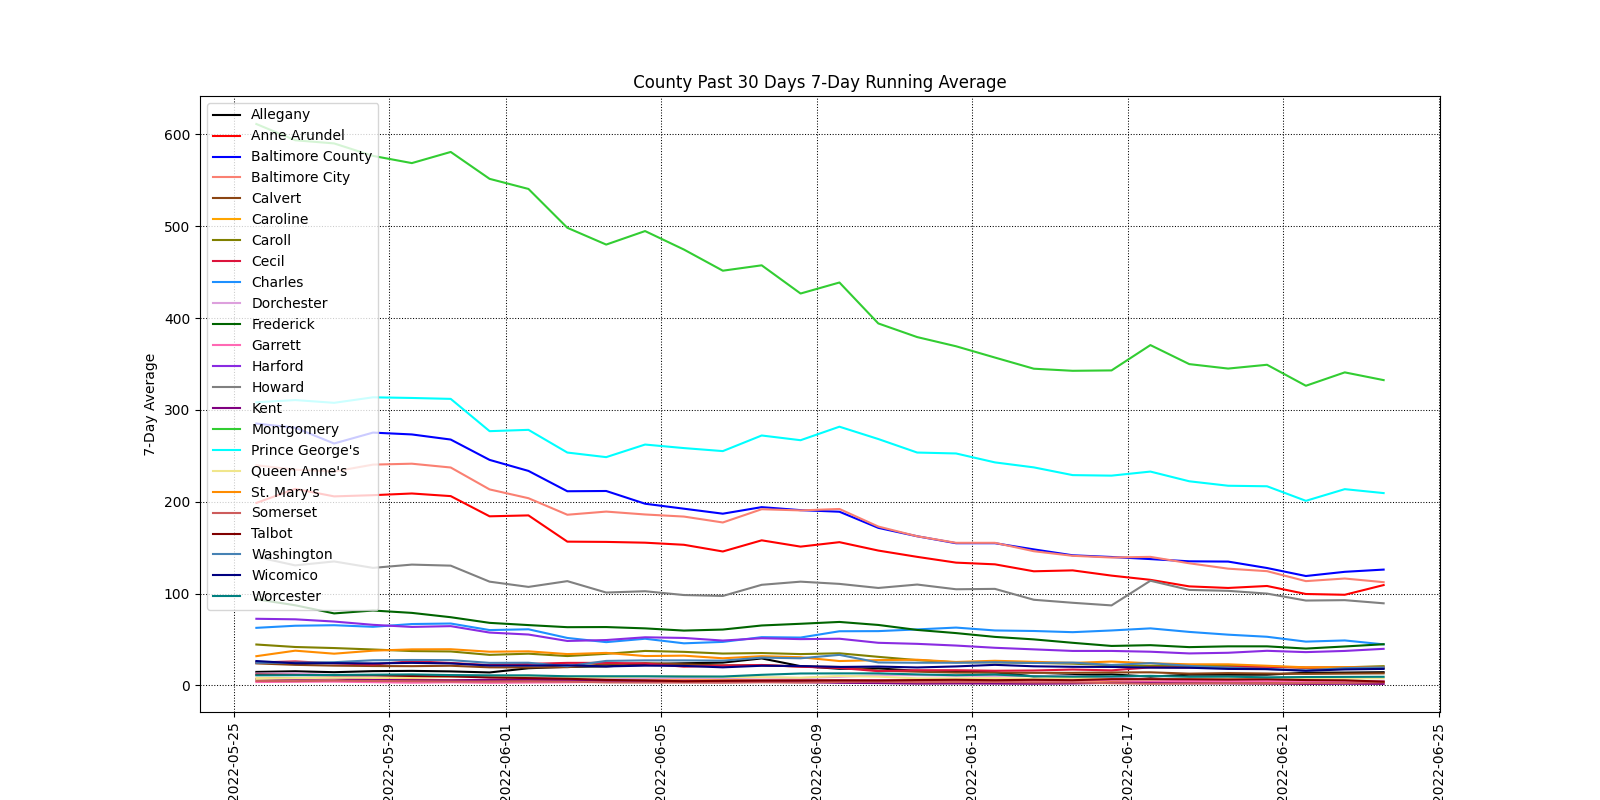 County Past 30 Days 7-Day Running Average
7-Day Average
600
500
400
300
200
100
0
Allegany
Anne Arundel
Baltimore County
Baltimore City
Calvert
Caroline
Caroll
Cecil
Charles
Dorchester
Frederick
Garrett
Harford
Howard
Kent
Montgomery
Prince George's
Queen Anne's
St. Mary's
Somerset
Talbot
Washington
Wicomico
Worcester
2022-05-25
2022-05-29
2022-06-01
2022-06-05
2022-06-09
2022-06-13
2022-06-17
2022-06-21
2022-06-25